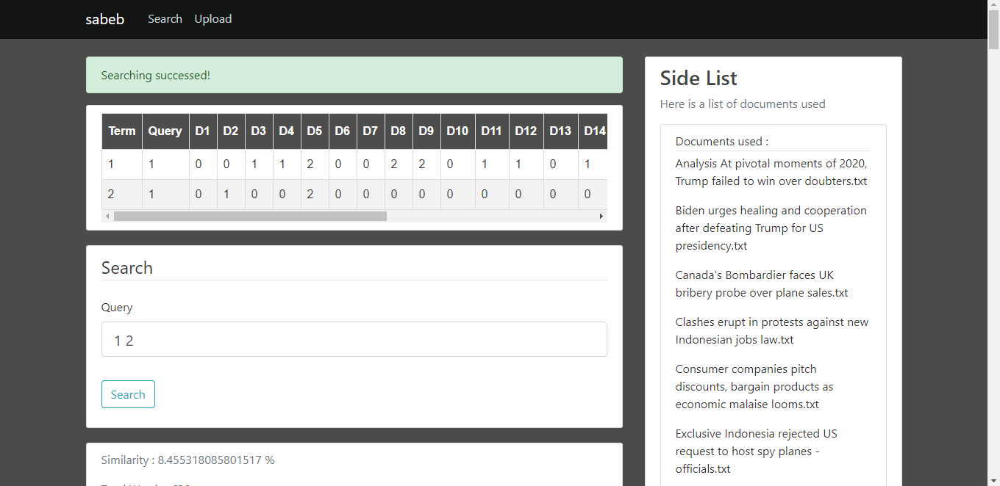 sabeb Search Upload
Searching successed!
Term Query D1 D2 D3 D4 D5 D6 D7 D8 D9 D10 D11 D12 D13 D14
1 1 0 0 1 1 2 0 0 2 2 0 1 1 0 1
2 1 0 1 0 0 2 0 0 0 0 0 0 0 0 0
Search
Query
1 2
Search
Similarity : 8.455318085801517 %
Side List
Here is a list of documents used
Documents used :
Analysis At pivotal moments of 2020,
Trump failed to win over doubters.txt
Biden urges healing and cooperation
after defeating Trump for US
presidency.txt
Canada's Bombardier faces UK
bribery probe over plane sales.txt
Clashes erupt in protests against new
Indonesian jobs law.txt
Consumer companies pitch
discounts, bargain products as
economic malaise looms.txt
Exclusive Indonesia rejected US
request to host spy planes -
officials.txt